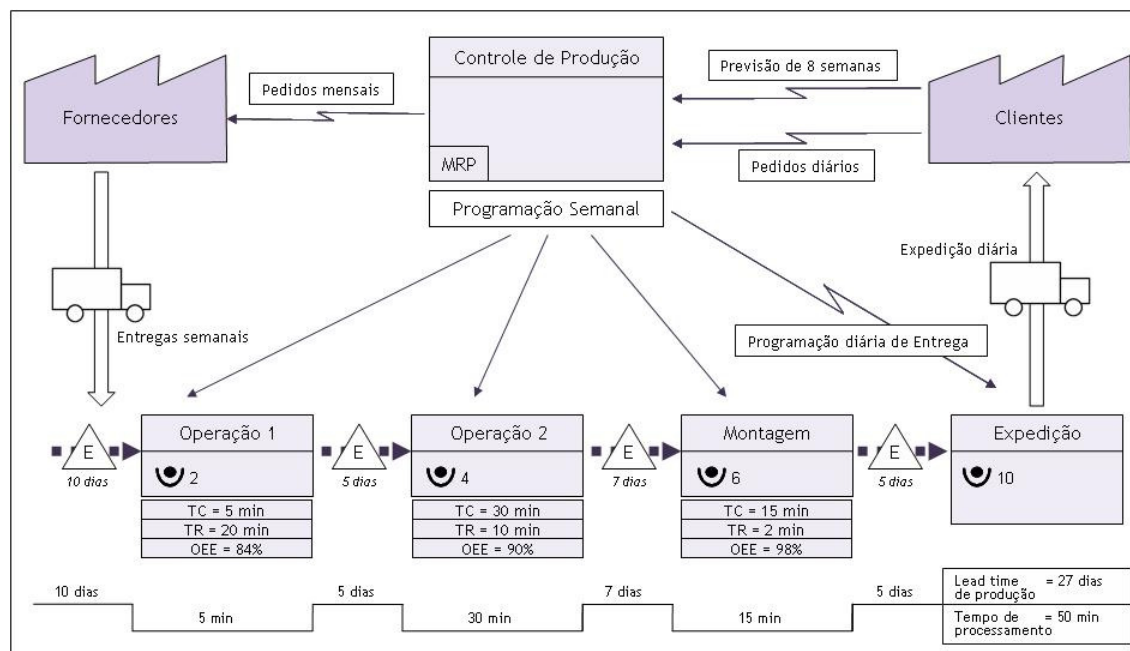 Controle de Produção
MRP
Programação Semanal
Fornecedores
Pedidos mensais
Previsão de 8 semanas
Pedidos diários
Clientes
Entregas semanais
Expedição diária
Programação diária de Entrega
E
10 dias
Operação 1
2
TC = 5 min
TR = 20 min
OEE = 84%
E
5 dias
Operação 2
4
TC = 30 min
TR = 10 min
OEE = 90%
E
7 dias
Montagem
6
TC = 15 min
TR = 2 min
OEE = 98%
E
5 dias
Expedição
10
10 dias
5 min
5 dias
30 min
7 dias
15 min
5 dias
Lead time = 27 dias
de produção
Tempo de = 50 min
processamento